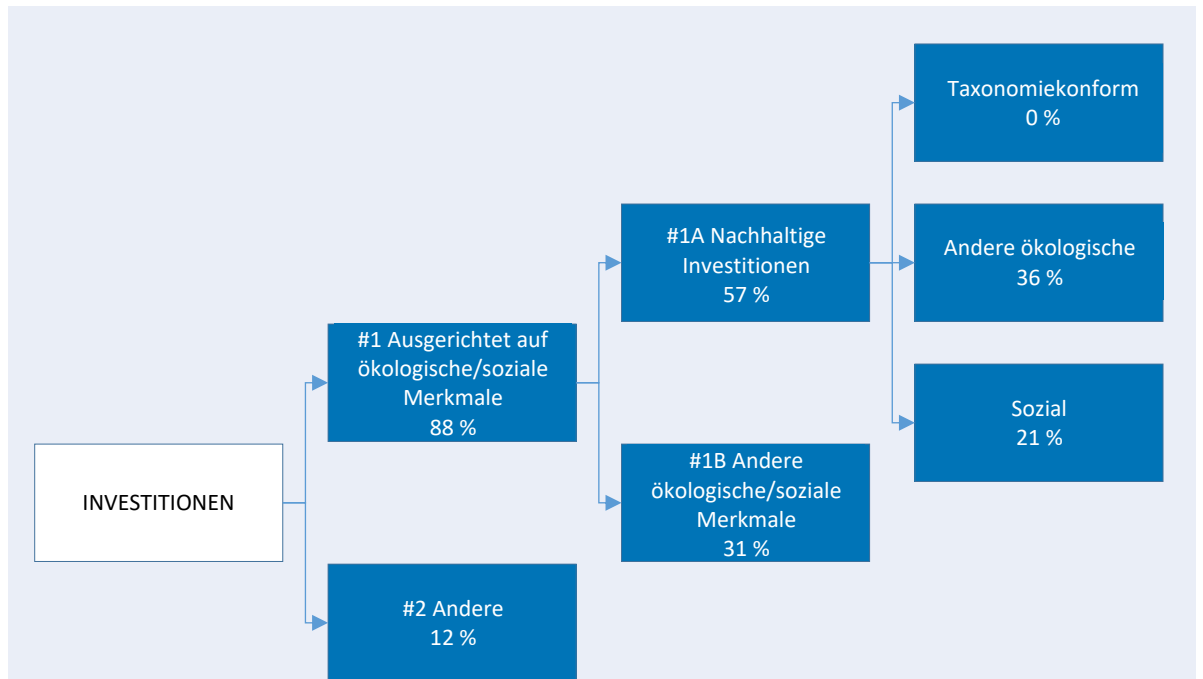 Taxonomiekonform
0 %
#1A Nachhaltige
Investitionen
57 %
Andere ökologische
36 %
#1 Ausgerichtet auf
ökologische/soziale
Merkmale
88 %
Sozial
21 %
INVESTITIONEN
#1B Andere
ökologische/soziale
Merkmale
31 %
#2 Andere
12 %